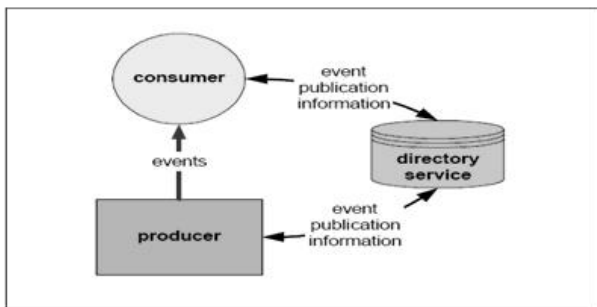 consumer
event
publication
information
directory
service
events
event
publication
information
producer